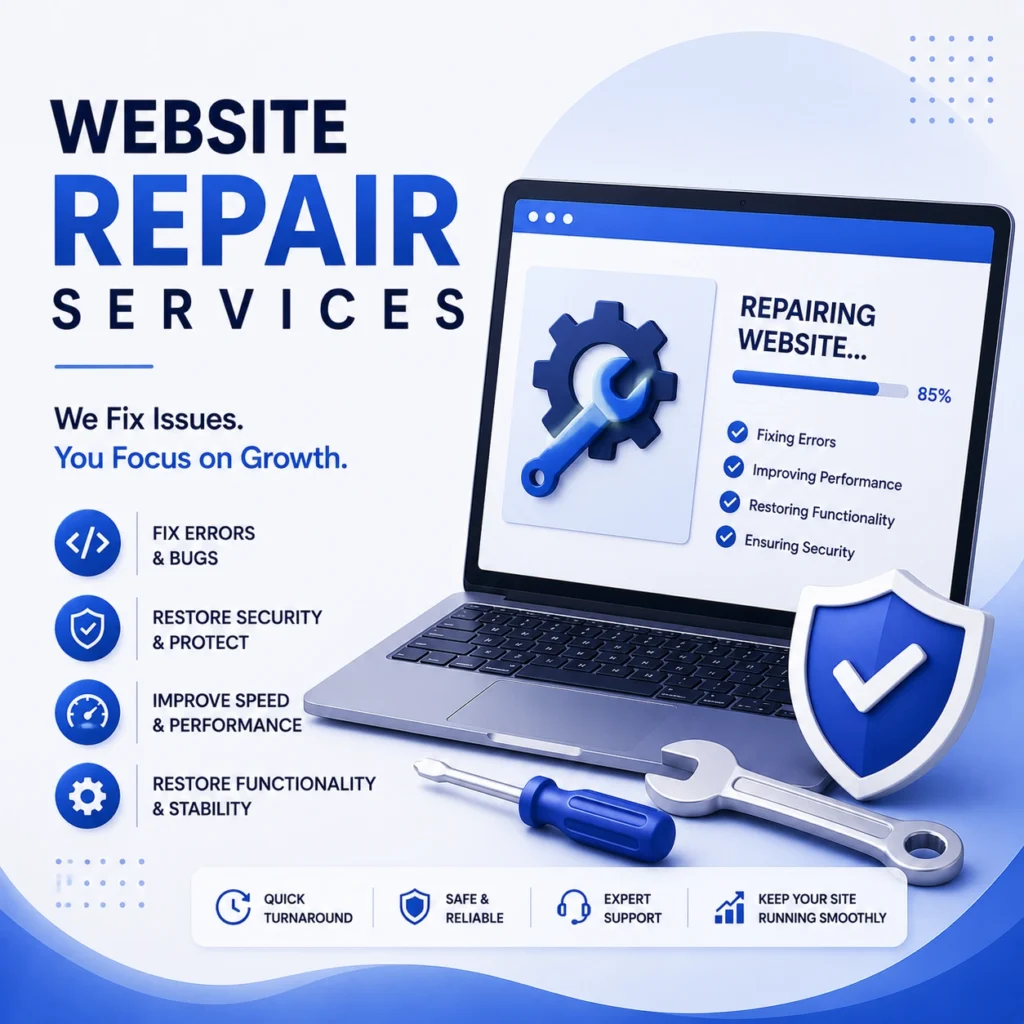 WEBSITE
REPAIR
SERVICES
We Fix Issues.
You Focus on Growth.
</>
FIX ERRORS
& BUGS
RESTORE SECURITY
& PROTECT
IMPROVE SPEED
& PERFORMANCE
RESTORE FUNCTIONALITY
& STABILITY
REPAIRING
WEBSITE...
85%
Fixing Errors
Improving Performance
Restoring Functionality
Ensuring Security
QUICK
TURNAROUND
SAFE &
RELIABLE
EXPERT
SUPPORT
KEEP YOUR SITE
RUNNING SMOOTHLY